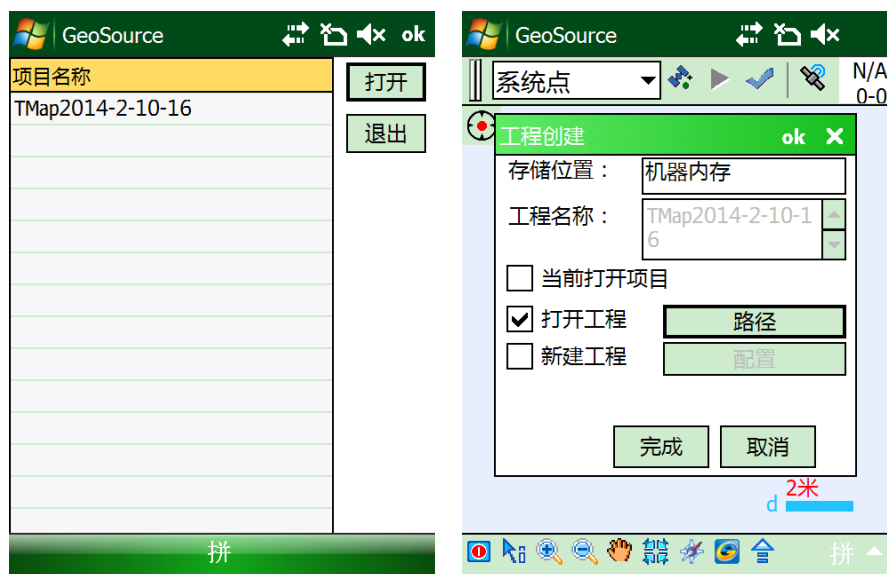 GeoSource
ok
项目名称
打开
TMap2014-2-10-16
退出
拼
GeoSource
系统点
N/A
0-0
工程创建
ok
存储位置：
机器内存
工程名称：
TMap2014-2-10-1
6
当前打开项目
打开工程
路径
新建工程
配置
完成
取消
2米
d
拼